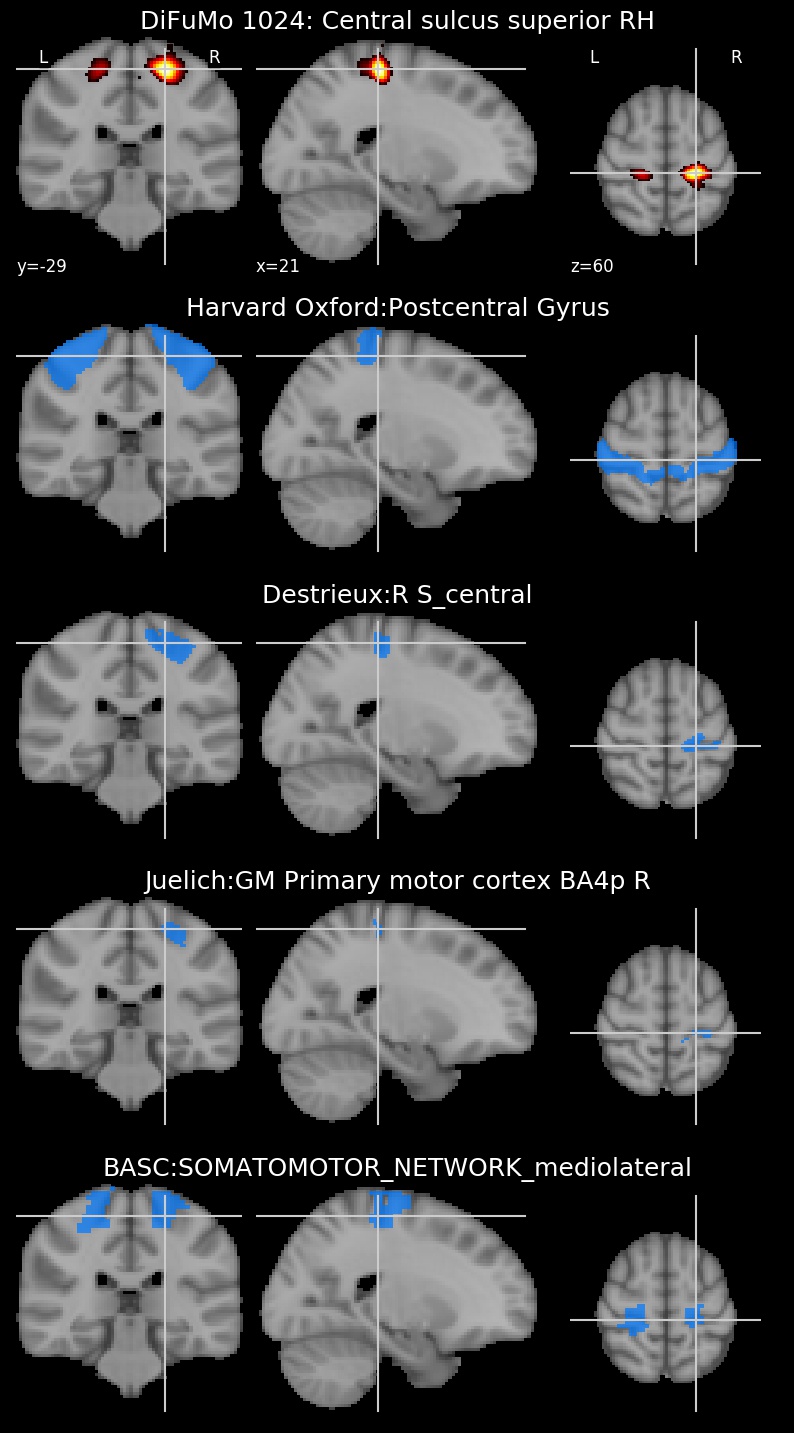 DiFuMo 1024: Central sulcus superior RH
L R L R
y=-29 x=21 z=60
Harvard Oxford:Postcentral Gyrus
Destrieux:R S_central
Juelich:GM Primary motor cortex BA4p R
BASC:SOMATOMOTOR_NETWORK_mediolateral